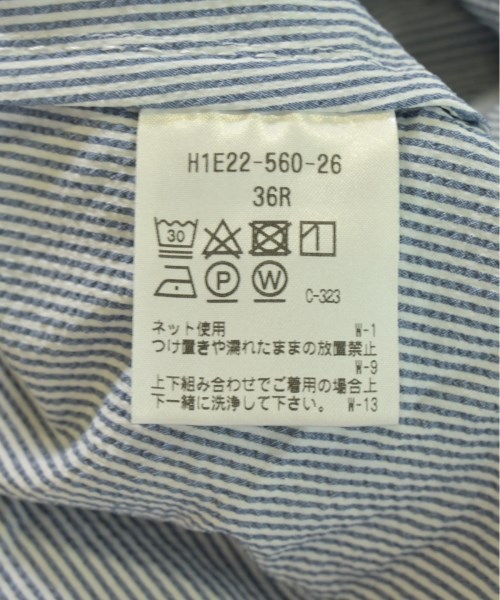 H1E22-560-26
36R
30
P W C-323
ネット使用 W-1
つけ置きや濡れたままの放置禁止
W-9
上下組み合わせでご着用の場合上
下一緒に洗浄して下さい。 W-13